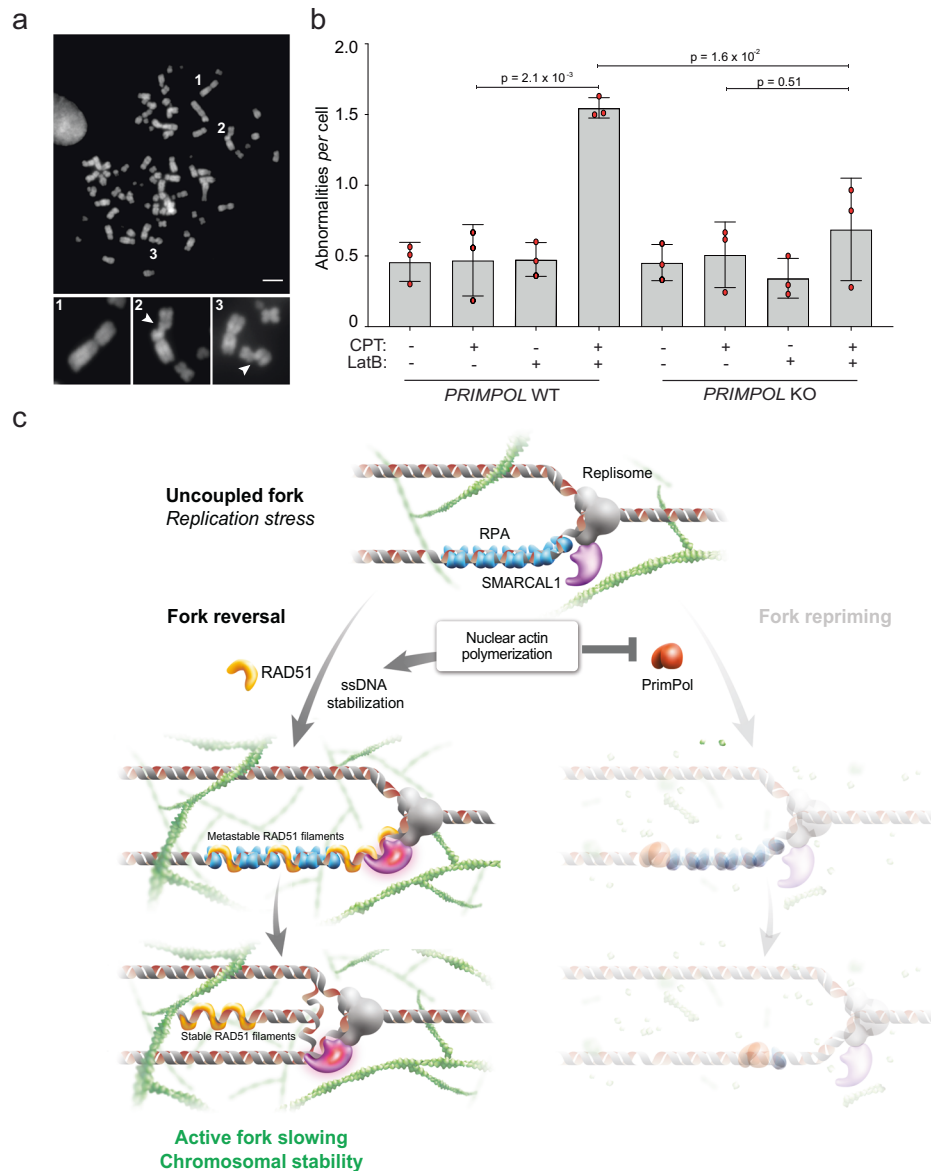 a
1
2
3
1
2
3
b
Abnormalities per cell
2.0
1.5
1.0
0.5
0
p = 2.1 x 10⁻³
p = 1.6 x 10⁻²
p = 0.51
CPT: - + - + - + - +
LatB: - - + + - - + +
PRIMPOL WT
PRIMPOL KO
c
Uncoupled fork
Replication stress
Replisome
RPA
SMARCAL1
Fork reversal
Fork repriming
Nuclear actin
polymerization
RAD51
PrimPol
ssDNA
stabilization
Metastable RAD51 filaments
Stable RAD51 filaments
Active fork slowing
Chromosomal stability